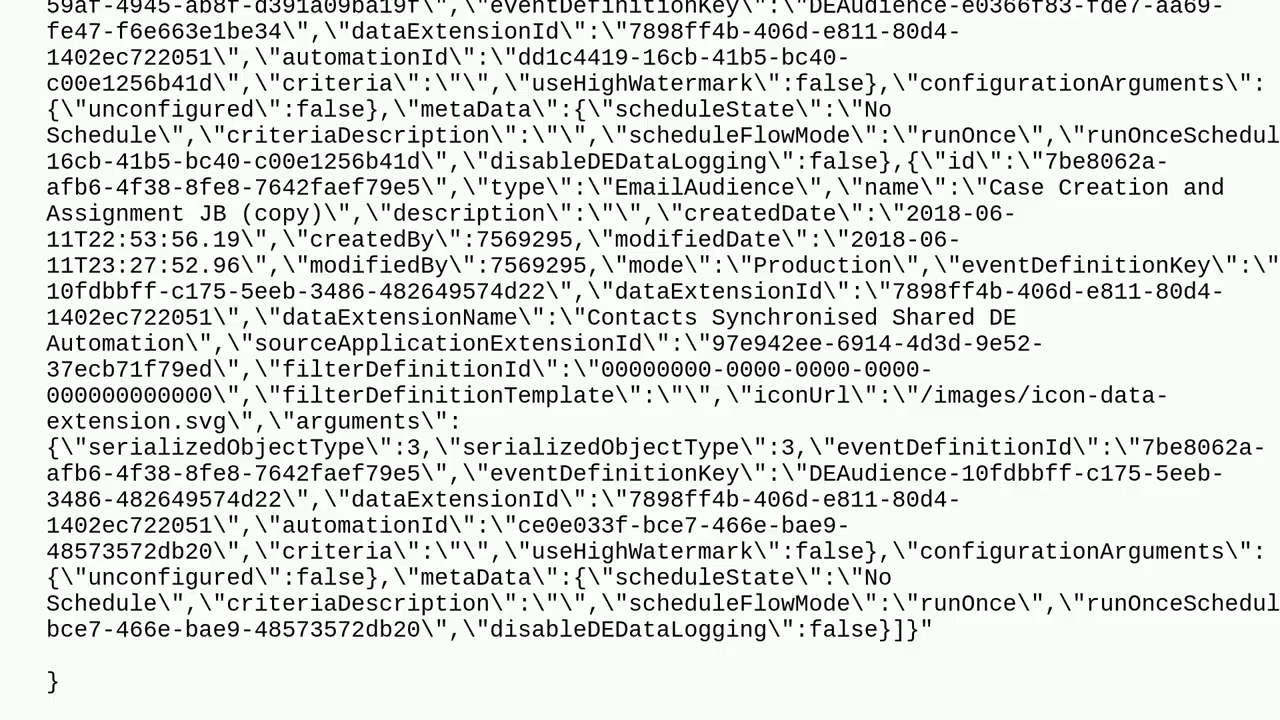 59af-4945-ab8f-d391a09ba19f\",\"eventDefinitionKey\":\"DEAudience-e0366f83-fde7-aa69-
fe47-f6e663e1be34\",\"dataExtensionId\":\"7898ff4b-406d-e811-80d4-
1402ec722051\",\"automationId\":\"dd1c4419-16cb-41b5-bc40-
c00e1256b41d\",\"criteria\":\"\",\"useHighWatermark\":false},\"configurationArguments\":
{\"unconfigured\":false},\"metaData\":{\"scheduleState\":\"No
Schedule\",\"criteriaDescription\":\"\",\"scheduleFlowMode\":\"runOnce\",\"runOnceSchedul
16cb-41b5-bc40-c00e1256b41d\",\"disableDEDataLogging\":false},{\"id\":\"7be8062a-
afb6-4f38-8fe8-7642faef79e5\",\"type\":\"EmailAudience\",\"name\":\"Case Creation and
Assignment JB (copy)\",\"description\":\"\",\"createdDate\":\"2018-06-
11T22:53:56.19\",\"createdBy\":7569295,\"modifiedDate\":\"2018-06-
11T23:27:52.96\",\"modifiedBy\":7569295,\"mode\":\"Production\",\"eventDefinitionKey\":\"
10fdbbff-c175-5eeb-3486-482649574d22\",\"dataExtensionId\":\"7898ff4b-406d-e811-80d4-
1402ec722051\",\"dataExtensionName\":\"Contacts Synchronised Shared DE
Automation\",\"sourceApplicationExtensionId\":\"97e942ee-6914-4d3d-9e52-
37ecb71f79ed\",\"filterDefinitionId\":\"00000000-0000-0000-0000-
000000000000\",\"filterDefinitionTemplate\":\"\",\"iconUrl\":\"/images/icon-data-
extension.svg\",\"arguments\":
{\"serializedObjectType\":3,\"serializedObjectType\":3,\"eventDefinitionId\":\"7be8062a-
afb6-4f38-8fe8-7642faef79e5\",\"eventDefinitionKey\":\"DEAudience-10fdbbff-c175-5eeb-
3486-482649574d22\",\"dataExtensionId\":\"7898ff4b-406d-e811-80d4-
1402ec722051\",\"automationId\":\"ce0e033f-bce7-466e-bae9-
48573572db20\",\"criteria\":\"\",\"useHighWatermark\":false},\"configurationArguments\":
{\"unconfigured\":false},\"metaData\":{\"scheduleState\":\"No
Schedule\",\"criteriaDescription\":\"\",\"scheduleFlowMode\":\"runOnce\",\"runOnceSchedul
bce7-466e-bae9-48573572db20\",\"disableDEDataLogging\":false}]}"
}